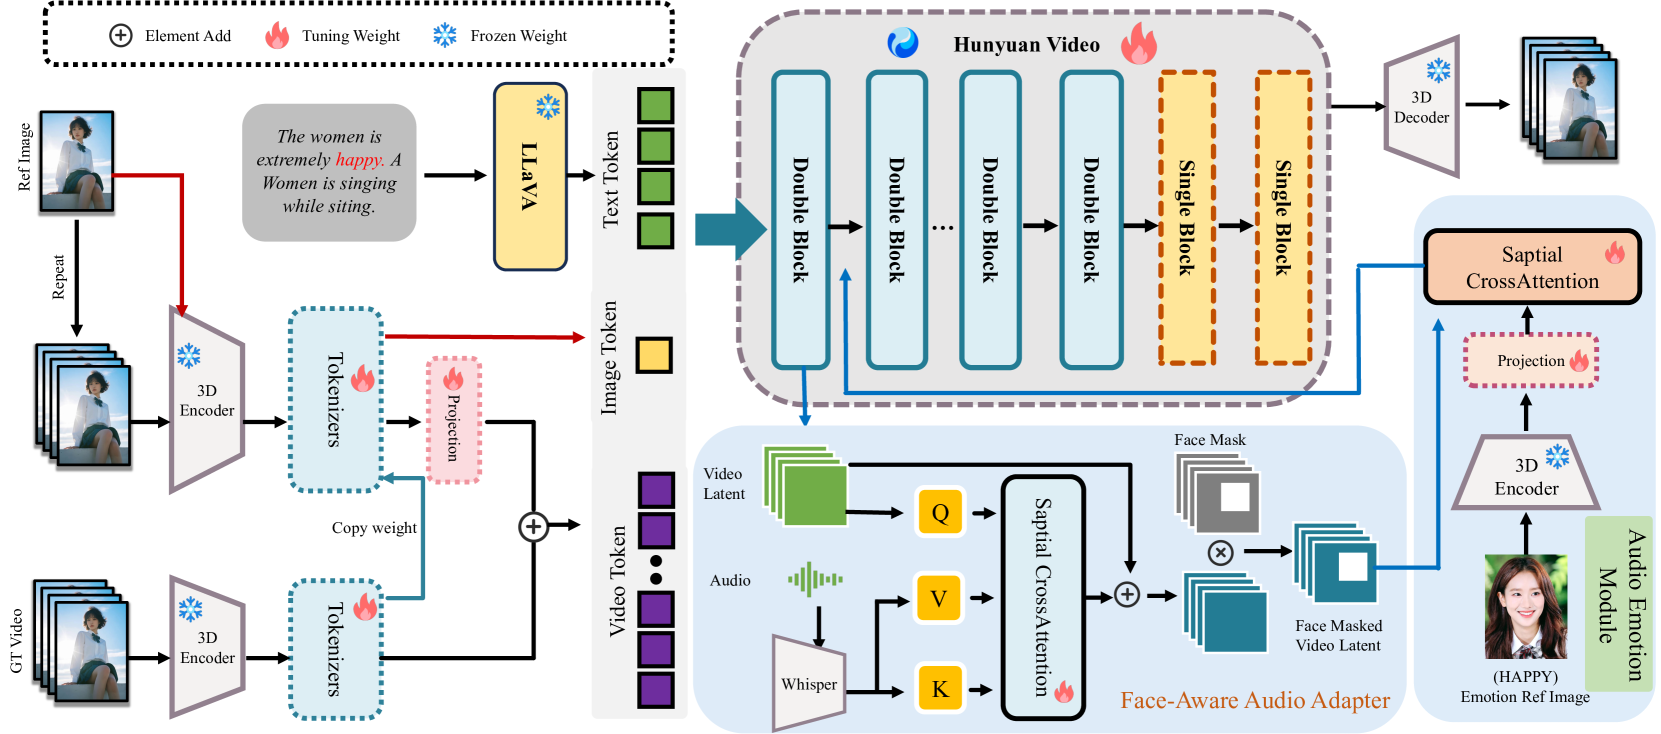 Element Add
Tuning Weight
Frozen Weight
Ref Image
Repeat
The women is
extremely happy. A
Women is singing
while siting.
LLaVA
Text Token
Image Token
Video Token
3D
Encoder
Tokenizers
Projection
Copy weight
GT Video
3D
Encoder
Tokenizers
Hunyuan Video
Double Block
Double Block
...
Double Block
Double Block
Single Block
Single Block
3D
Decoder
Video
Latent
Audio
Whisper
Q
V
K
Saptial CrossAttention
Face Mask
Face Masked
Video Latent
Face-Aware Audio Adapter
Saptial
CrossAttention
Projection
3D
Encoder
(HAPPY)
Emotion Ref Image
Audio Emotion
Module